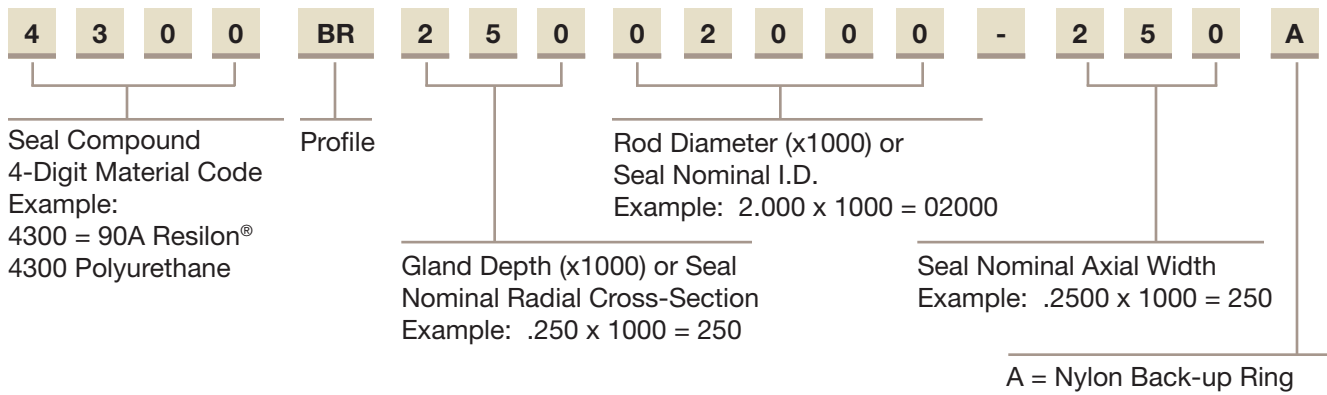 4 3 0 0 BR 2 5 0 0 2 0 0 0 - 2 5 0 A
Seal Compound
4-Digit Material Code
Example:
4300 = 90A Resilon®
4300 Polyurethane
Profile
Gland Depth (x1000) or Seal
Nominal Radial Cross-Section
Example: .250 x 1000 = 250
Rod Diameter (x1000) or
Seal Nominal I.D.
Example: 2.000 x 1000 = 02000
Seal Nominal Axial Width
Example: .2500 x 1000 = 250
A = Nylon Back-up Ring